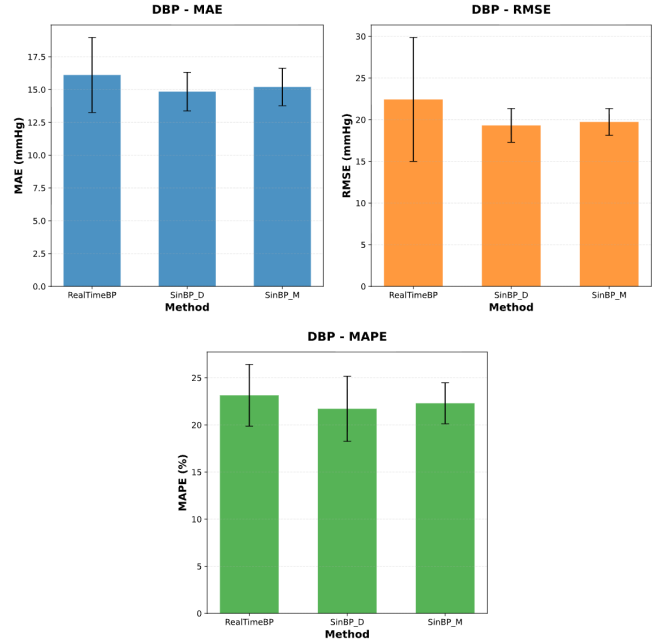 DBP - MAE
MAE (mmHg)
17.5
15.0
12.5
10.0
7.5
5.0
2.5
0.0
RealTimeBP
SinBP_D
SinBP_M
Method
DBP - RMSE
RMSE (mmHg)
30
25
20
15
10
5
0
RealTimeBP
SinBP_D
SinBP_M
Method
DBP - MAPE
MAPE (%)
25
20
15
10
5
0
RealTimeBP
SinBP_D
SinBP_M
Method